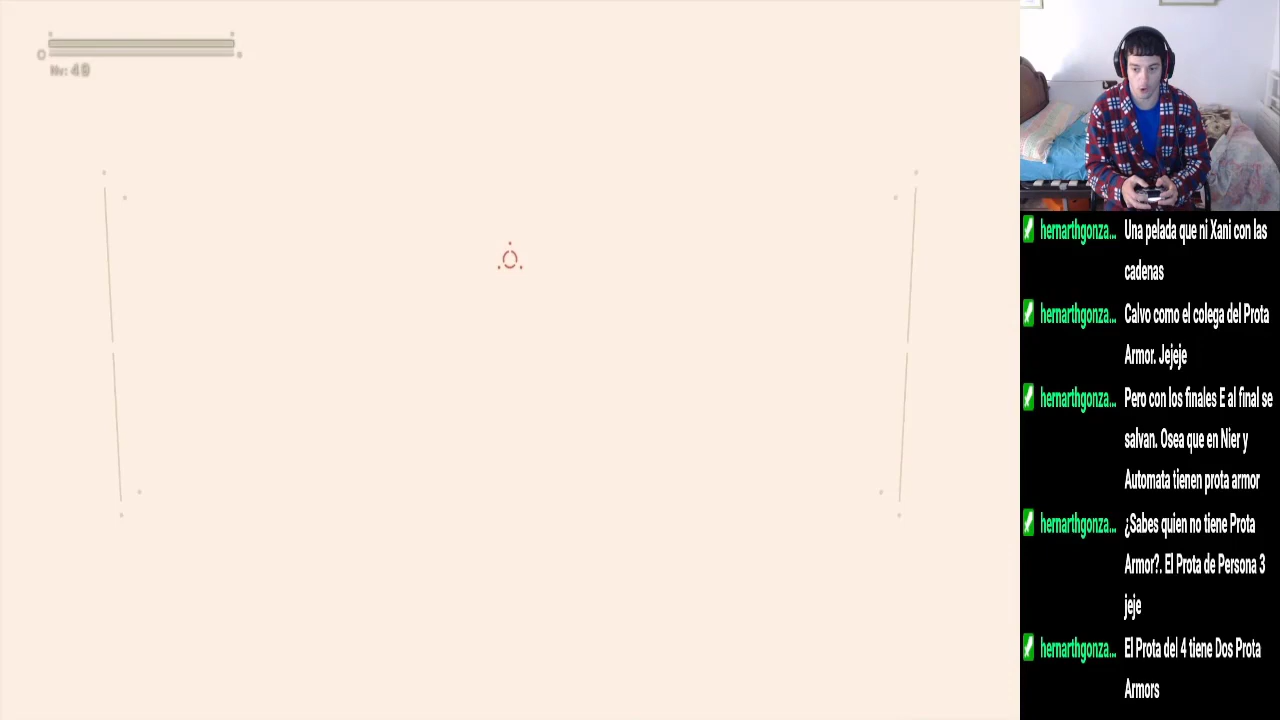 Nv: 49
hernarthgonza... Una pelada que ni Xani con las
cadenas
hernarthgonza... Calvo como el colega del Prota
Armor. Jejeje
hernarthgonza... Pero con los finales E al final se
salvan. Osea que en Nier y
Automata tienen prota armor
hernarthgonza... ¿Sabes quien no tiene Prota
Armor?. El Prota de Persona 3
jeje
hernarthgonza... El Prota del 4 tiene Dos Prota
Armors